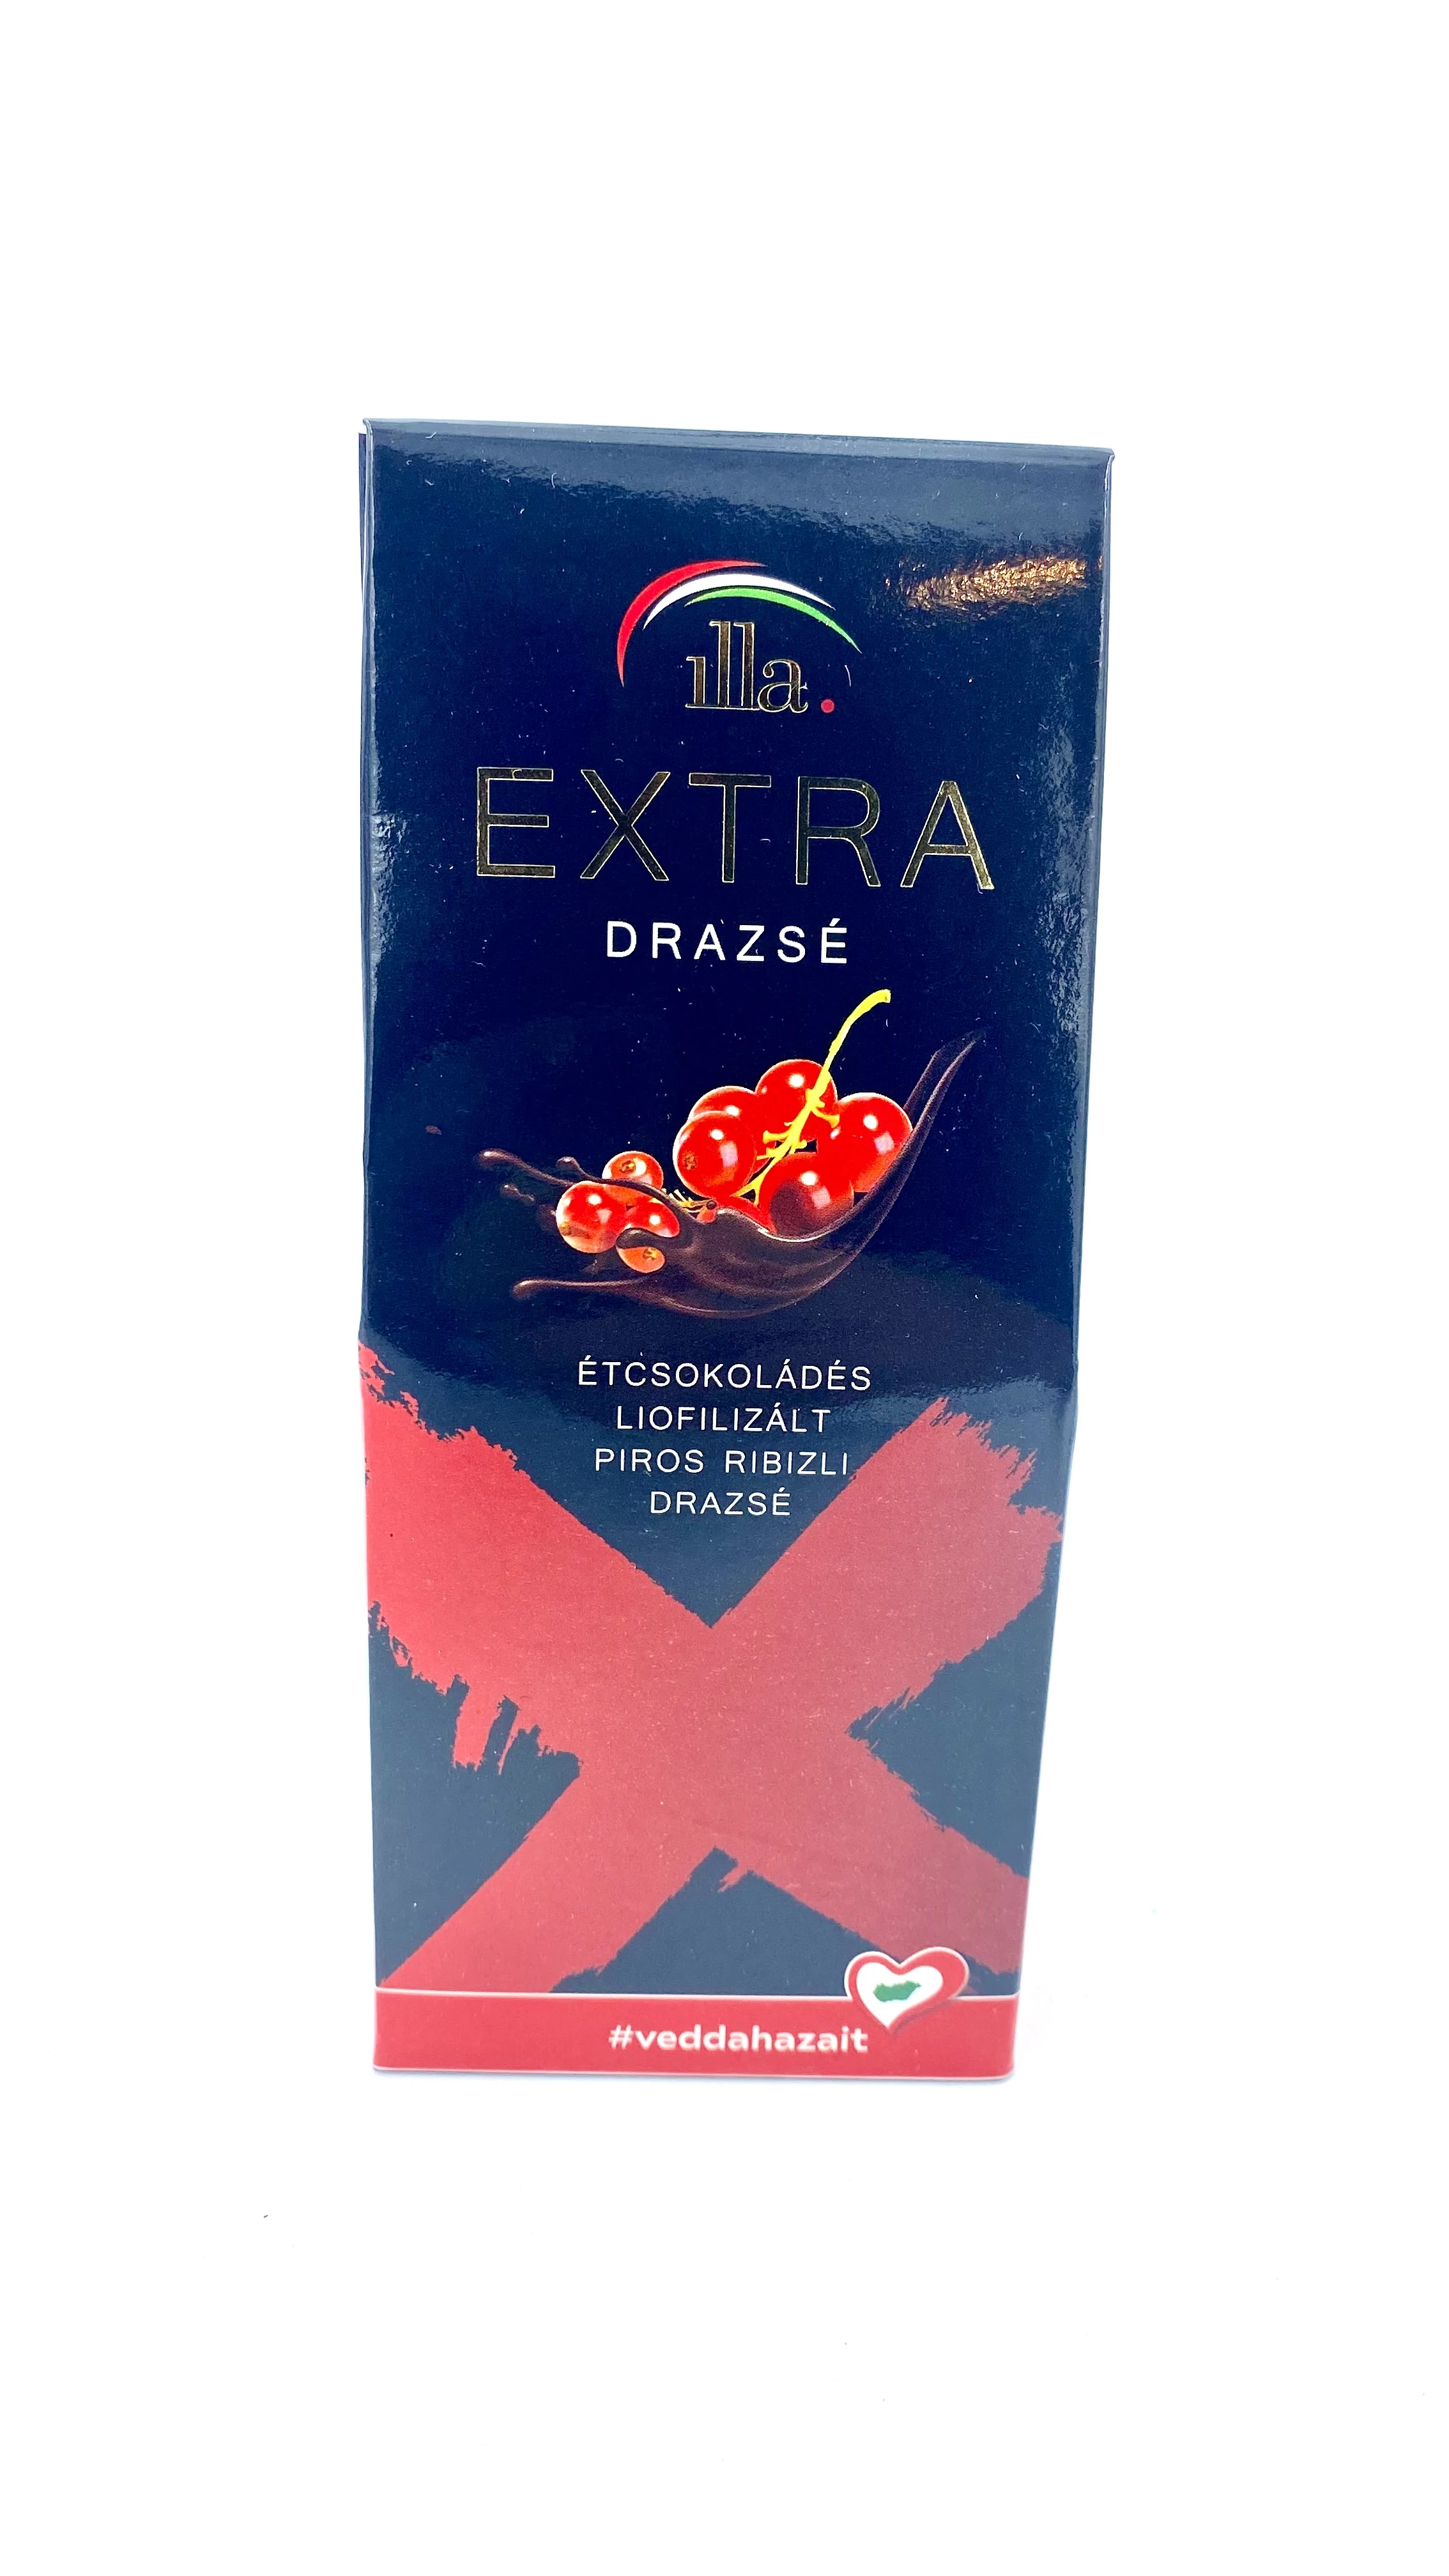 illa.
EXTRA
DRAZSÉ
ÉTCSOKOLÁDÉS
LIOFILIZÁLT
PIROS RIBIZLI
DRAZSÉ
#veddahazait